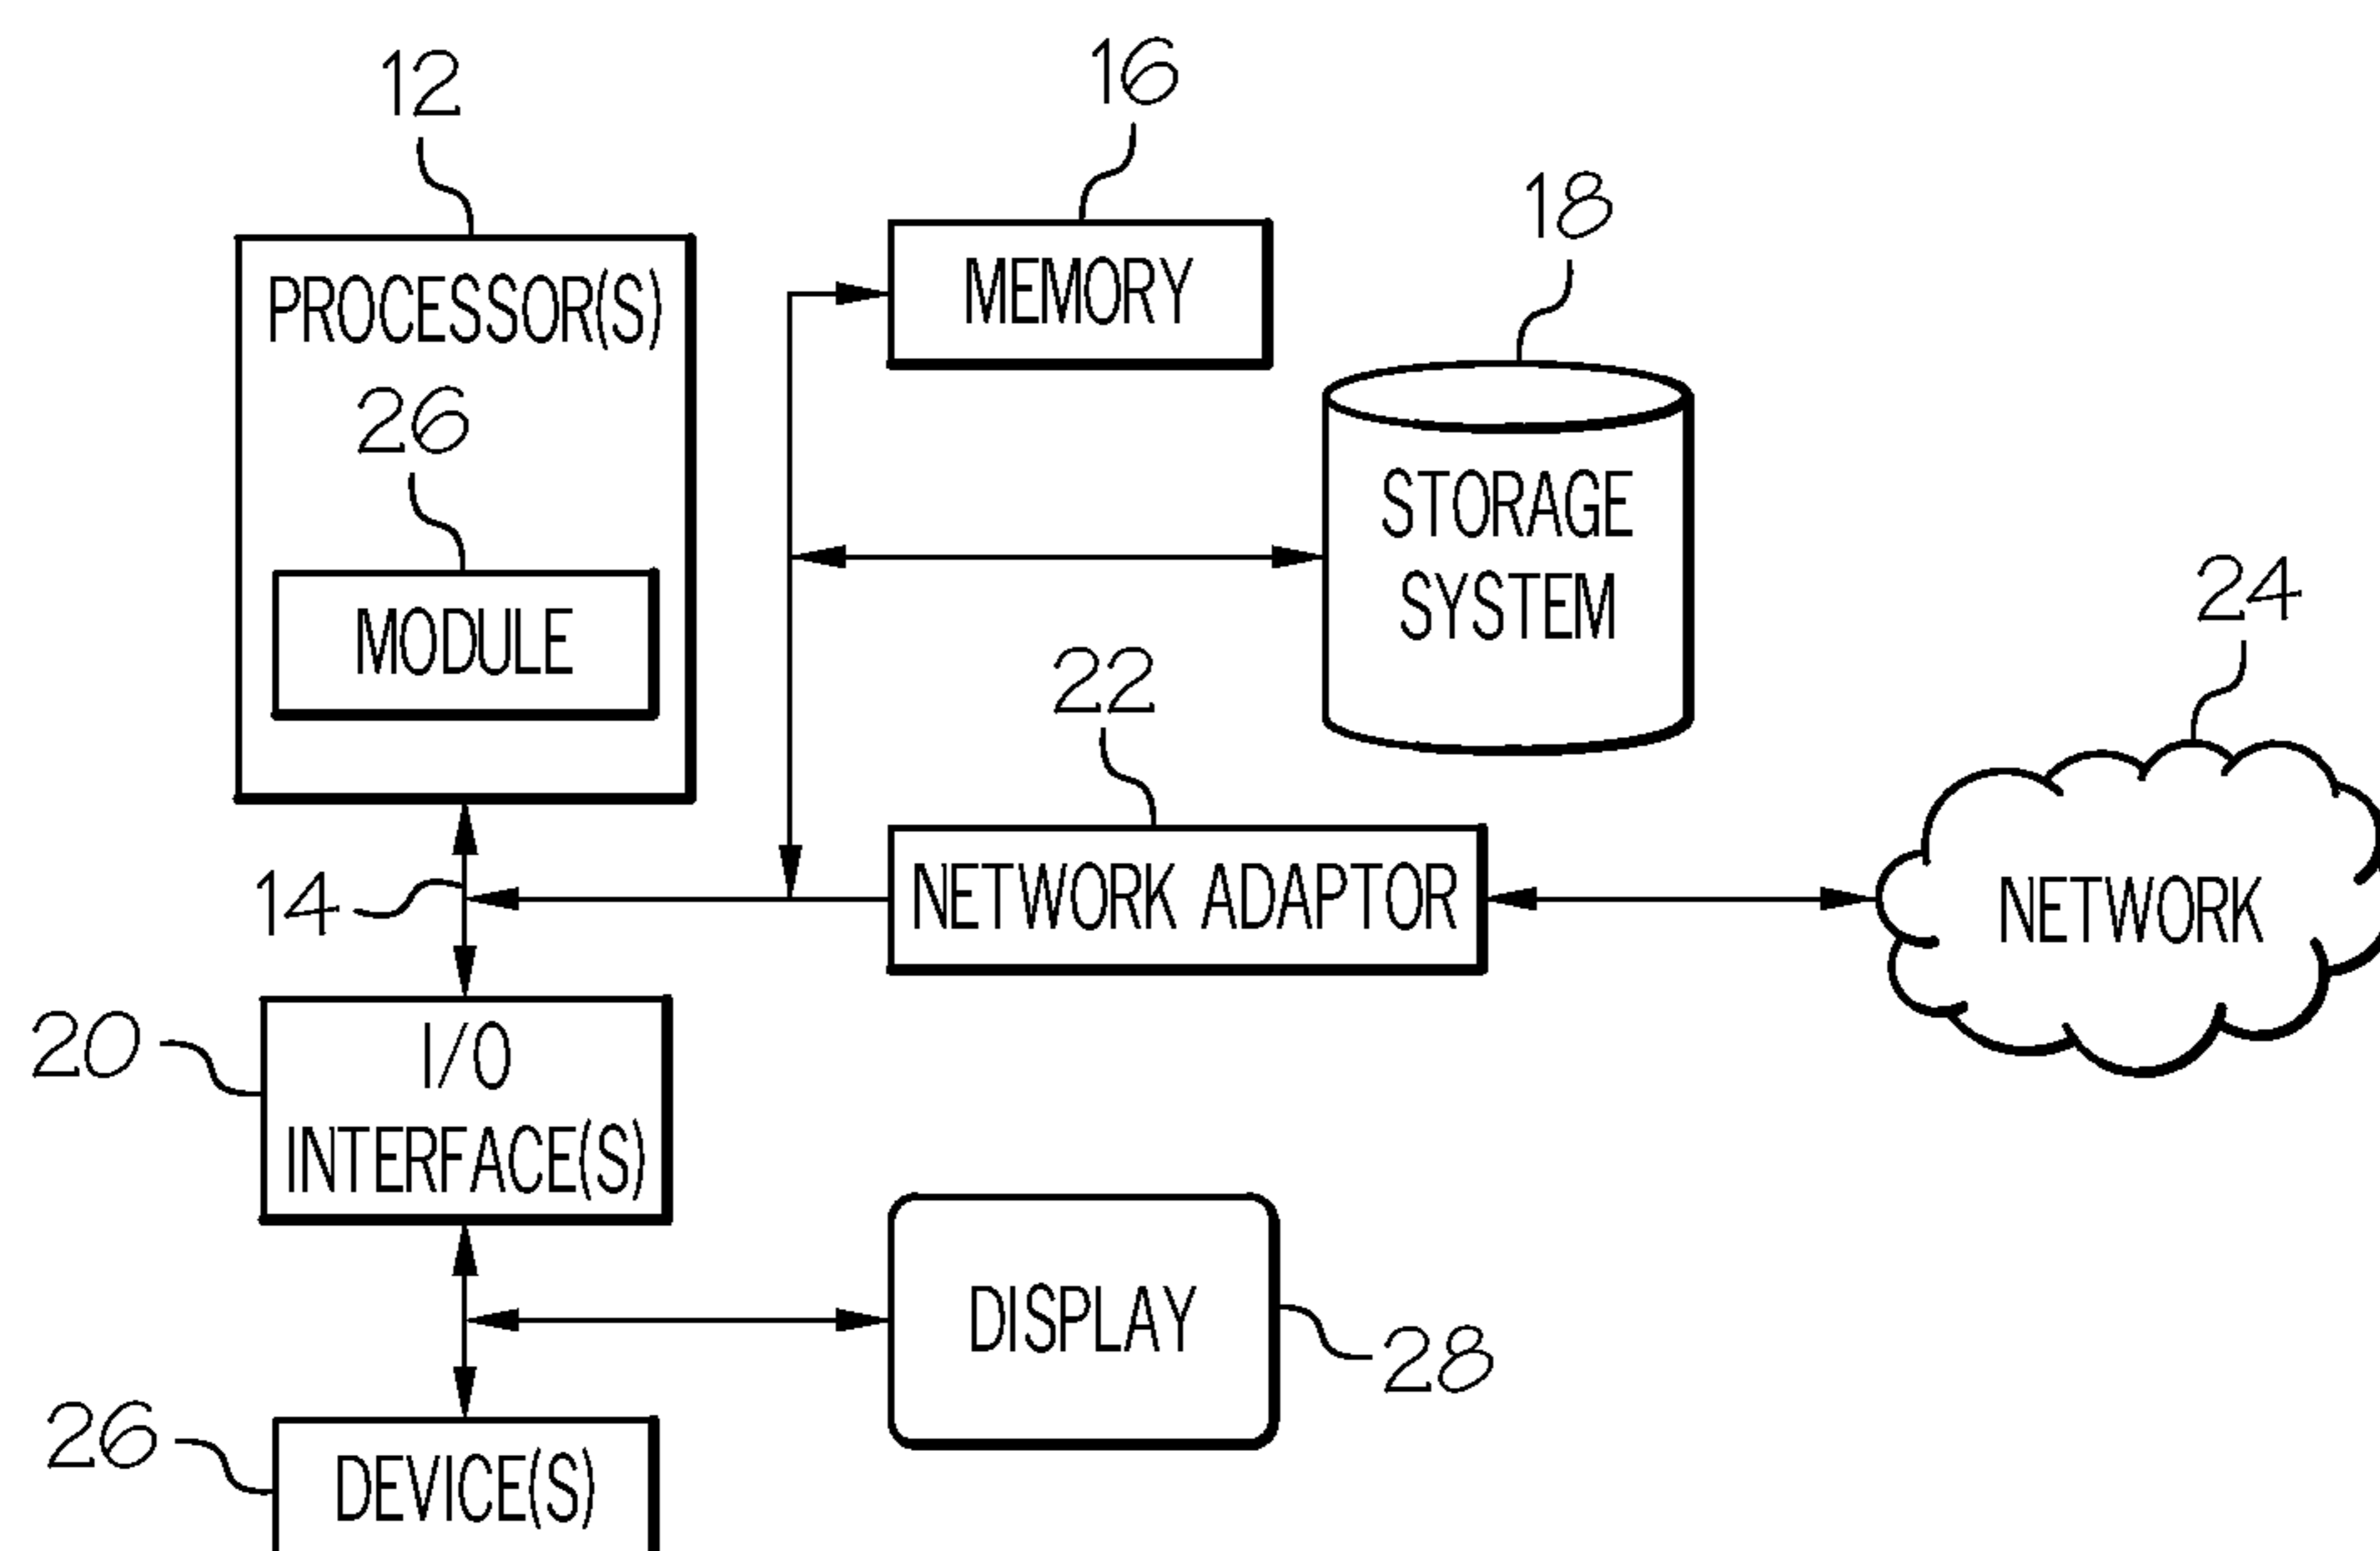 12
16
18
PROCESSOR(S)
MEMORY
26
STORAGE
SYSTEM
MODULE
22
24
14
NETWORK ADAPTOR
NETWORK
20
I/O
INTERFACE(S)
DISPLAY
28
26
DEVICE(S)